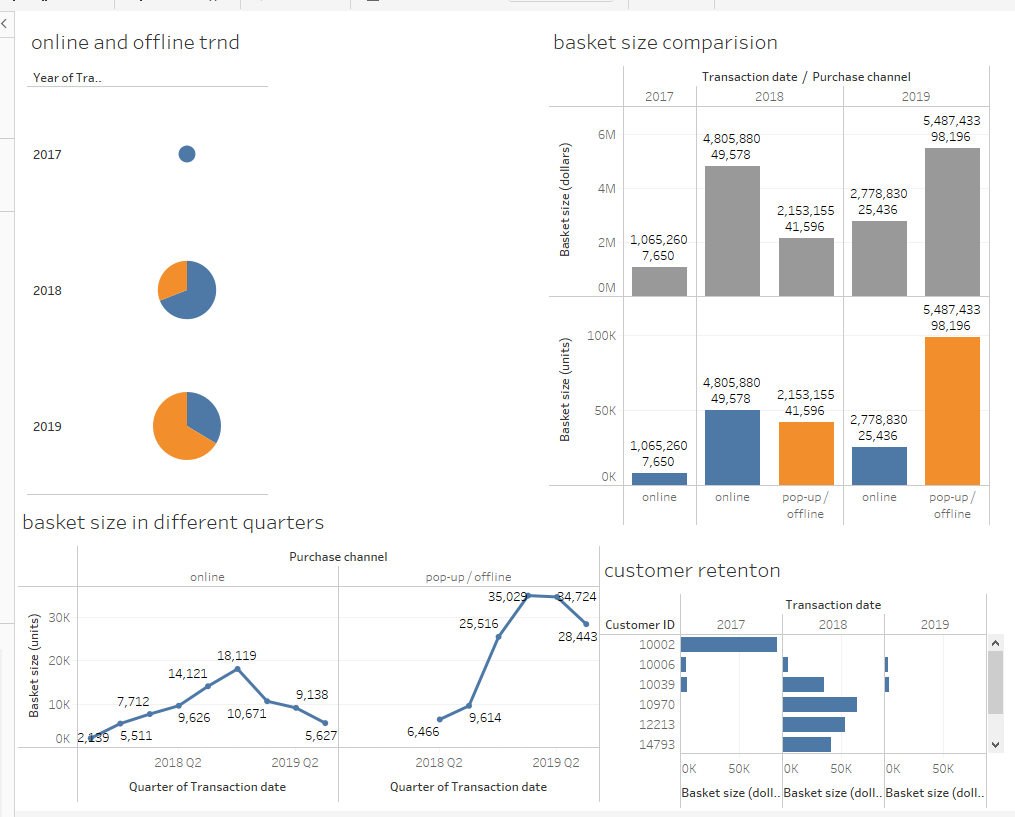 online and offline trnd
Year of Tra..
2017
2018
2019
basket size comparision
Transaction date / Purchase channel
2017 2018 2019
Basket size (dollars)
6M
4M
2M
0M
1,065,260
7,650
4,805,880
49,578
2,153,155
41,596
2,778,830
25,436
5,487,433
98,196
Basket size (units)
100K
50K
0K
1,065,260
7,650
4,805,880
49,578
2,153,155
41,596
2,778,830
25,436
5,487,433
98,196
online
online
pop-up /
offline
online
pop-up /
offline
basket size in different quarters
Purchase channel
online pop-up / offline
Basket size (units)
30K
20K
10K
0K
2,139
5,511
7,712
9,626
14,121
18,119
10,671
9,138
5,627
6,466
9,614
25,516
35,029
34,724
28,443
2018 Q2 2019 Q2 2018 Q2 2019 Q2
Quarter of Transaction date Quarter of Transaction date
customer retenton
Transaction date
Customer ID 2017 2018 2019
10002
10006
10039
10970
12213
14793
0K 50K 0K 50K 0K 50K
Basket size (doll.. Basket size (doll.. Basket size (doll..